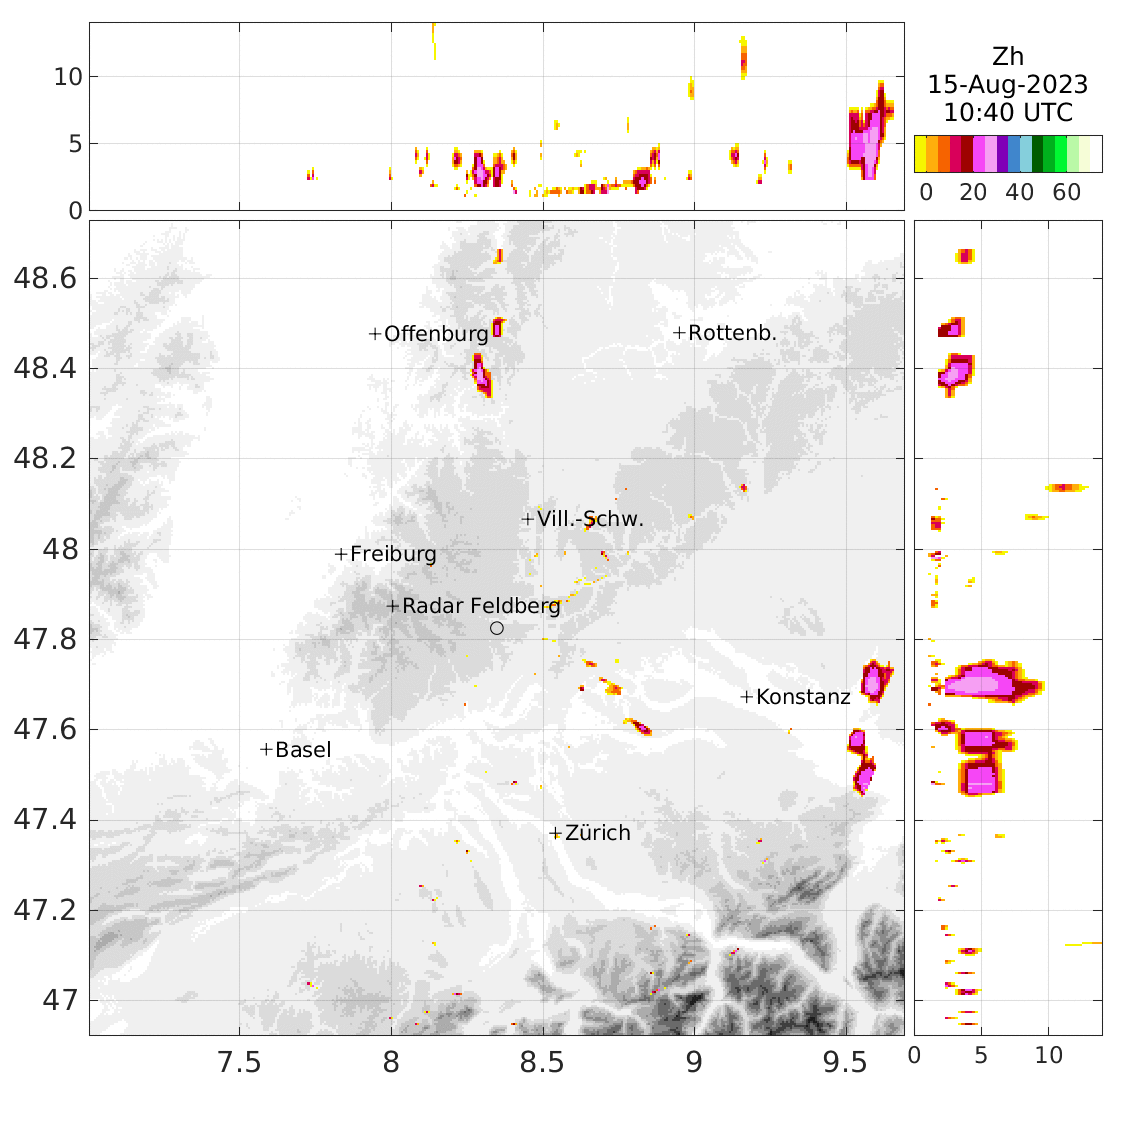 10
5
0
Zh
15-Aug-2023
10:40 UTC
0 20 40 60
48.6
48.4
48.2
48
47.8
47.6
47.4
47.2
47
+Offenburg
+Rottenb.
+Vill.-Schw.
+Freiburg
+Radar Feldberg
+Konstanz
+Basel
+Zürich
7.5 8 8.5 9 9.5
0 5 10